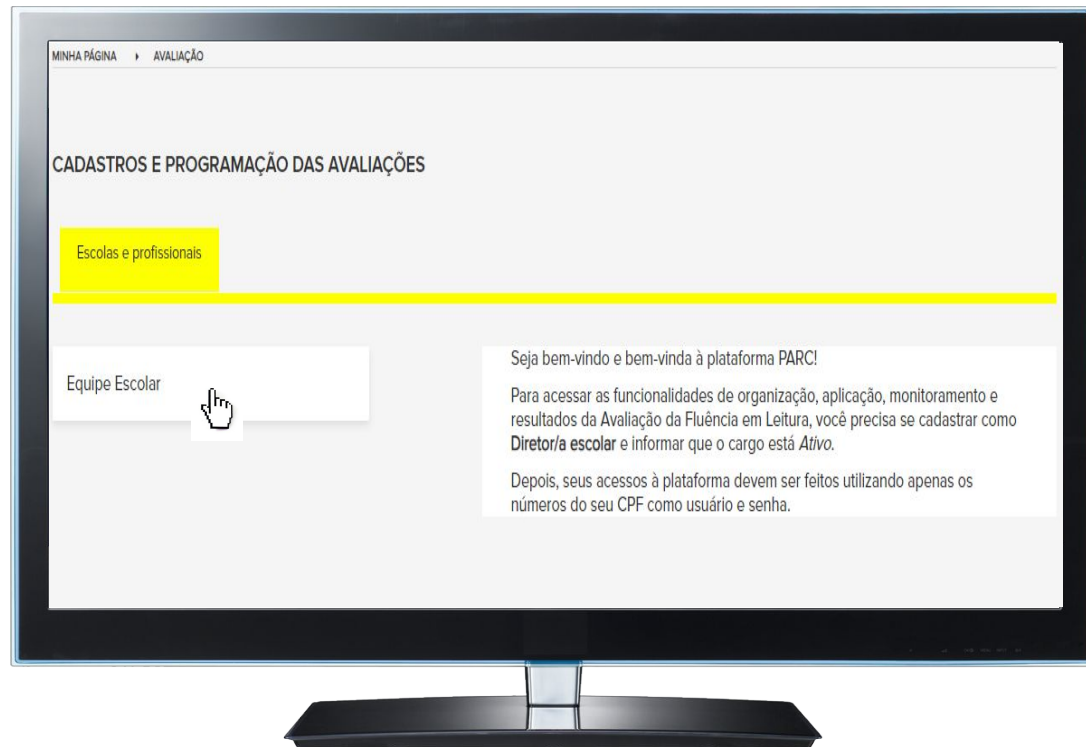 MINHA PÁGINA AVALIAÇÃO
CADASTROS E PROGRAMAÇÃO DAS AVALIAÇÕES
Escolas e profissionais
Equipe Escolar
Seja bem-vindo e bem-vinda à plataforma PARC!
Para acessar as funcionalidades de organização, aplicação, monitoramento e
resultados da Avaliação da Fluência em Leitura, você precisa se cadastrar como
Diretor/a escolar e informar que o cargo está Ativo.
Depois, seus acessos à plataforma devem ser feitos utilizando apenas os
números do seu CPF como usuário e senha.